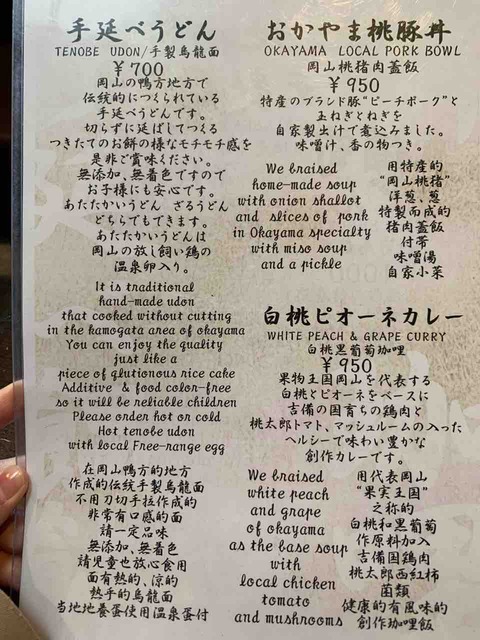 手延べうどん
TENOBE UDON/手製烏龍面
¥700
岡山の鴨方地方で
伝統的につくられている
手延べうどんです。
切らずに延ばしてつくる
つきたてのお餅の様なモチモチ感を
是非ご賞味ください。
無添加、無着色ですので
お子様にも安心です。
あたたかいうどん ざるうどん
どちらでもできます。
あたたかいうどんは
岡山の放し飼い鶏の
温泉卵入り。
It is traditional
hand-made udon
that cooked without cutting
in the kamogata area of okayama
You can enjoy the quality
just like a
piece of glutionous rice cake
Additive & food color-free
so it will be reliable children
Please order hot or cold
Hot tenobe udon
with local Free-range egg
在岡山鴨方的地方
作成的伝統手製烏龍面
不用刀切手拉作成的
非常有口感的面
請一定品味
無添加、無着色
請児童也放心食用
面有熱的、涼的
熱手的烏龍面
当地地養蛋使用温泉蛋付
おかやま桃豚丼
OKAYAMA LOCAL PORK BOWL
岡山桃猪肉蓋飯
¥950
特産のブランド豚"ピーチポーク"と
玉ねぎとねぎを
自家製出汁で煮込みました。
味噌汁、香の物つき。
We braised
home-made soup
with onion shallot
and slices of pork
in Okayama specialty
with miso soup
and a pickle
用特産的
"岡山桃猪"
洋葱、葱
特製而成的
猪肉蓋飯
付帯
味噌湯
自家小菜
白桃ピオーネカレー
WHITE PEACH & GRAPE CURRY
白桃黒葡萄咖哩
¥950
果物王国岡山を代表する
白桃とピオーネをベースに
吉備の国育ちの鶏肉と
桃太郎トマト、マッシュルームの入った
ヘルシーで味わい豊かな
創作カレーです。
We braised
white peach
and grape
of okayama
as the base soup
with
local chicken
tomato
and mushrooms
用代表岡山
"果実王国"
之称的
白桃和黒葡萄
作原料加入
吉備国鶏肉
桃太郎西紅柿
菌類
健康的有風味的
創作咖哩飯